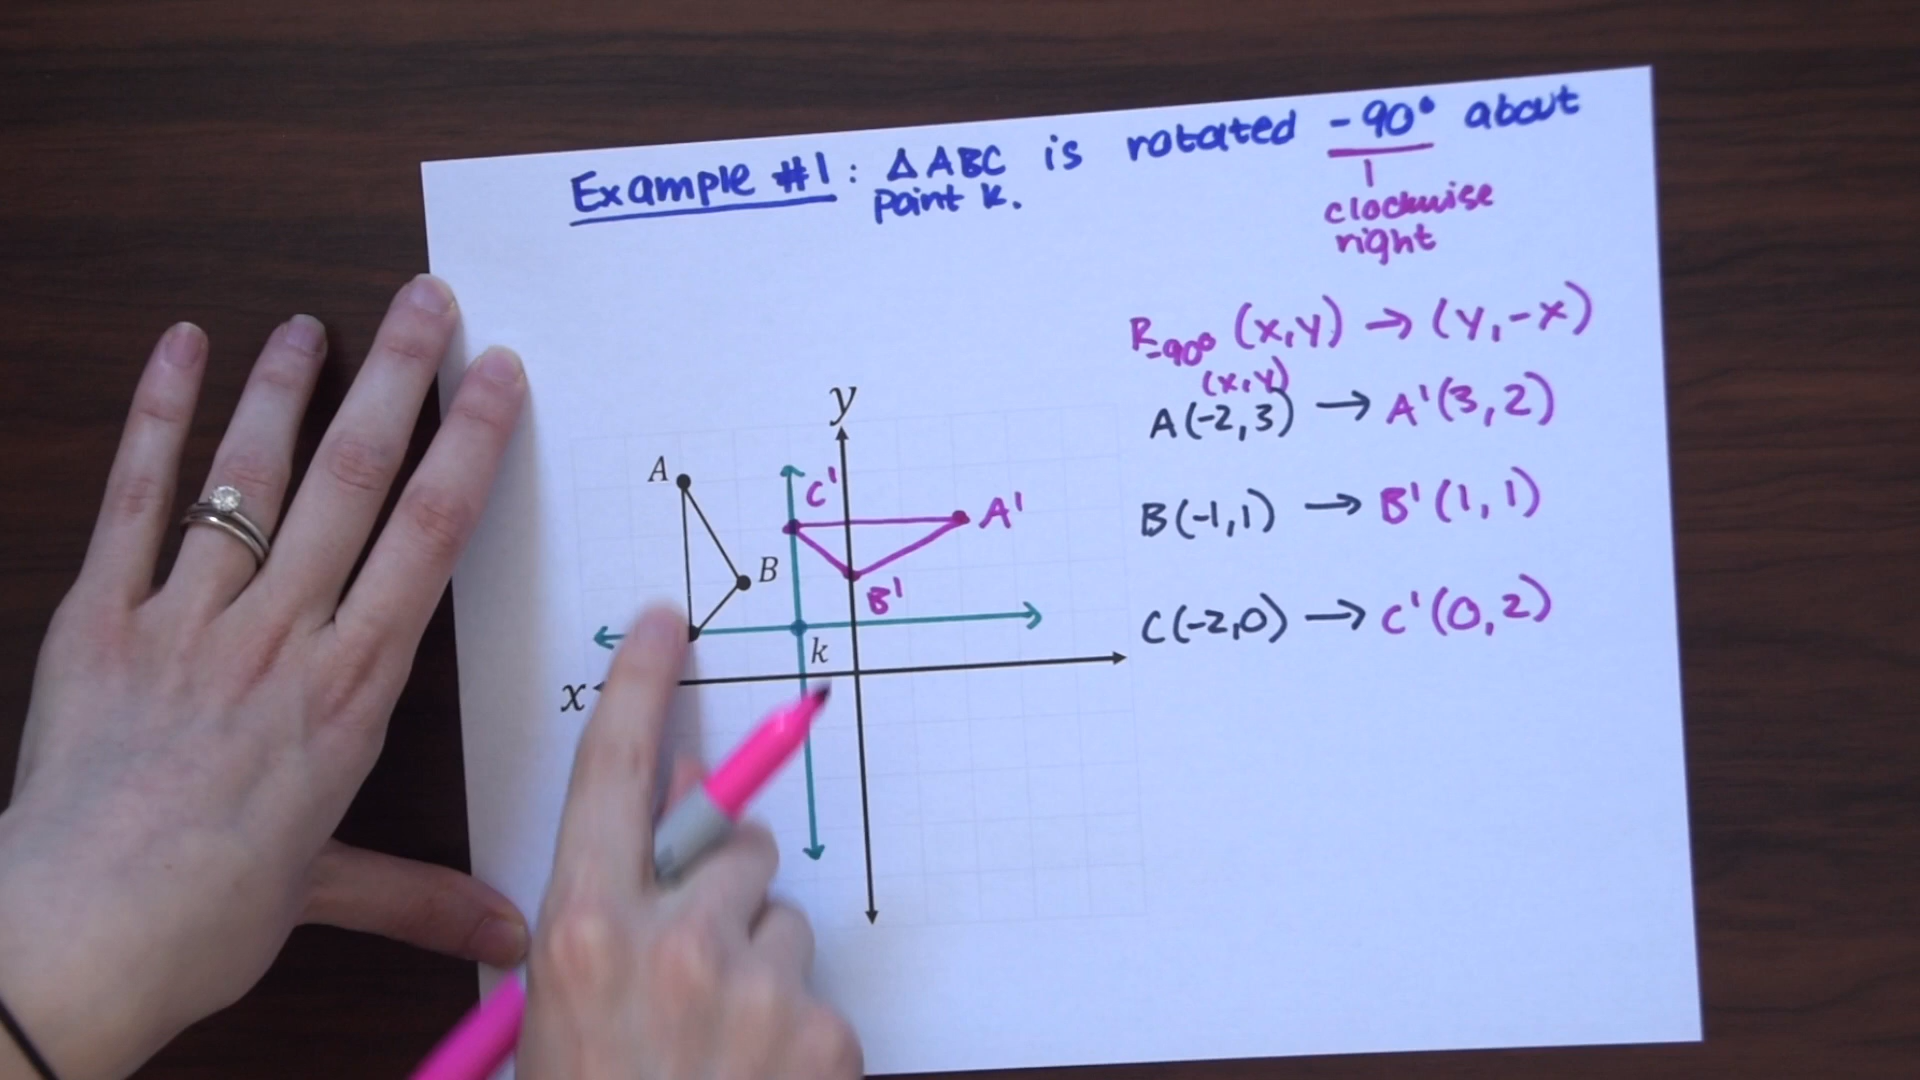 Example #1: △ABC is rotated -90° about
Point k.
clockwise
right
R-90° (x,y) → (y,-x)
(x,y)
A(-2,3) → A'(3,2)
B(-1,1) → B'(1,1)
C(-2,0) → C'(0,2)
y
A
C'
A'
B
B'
k
x